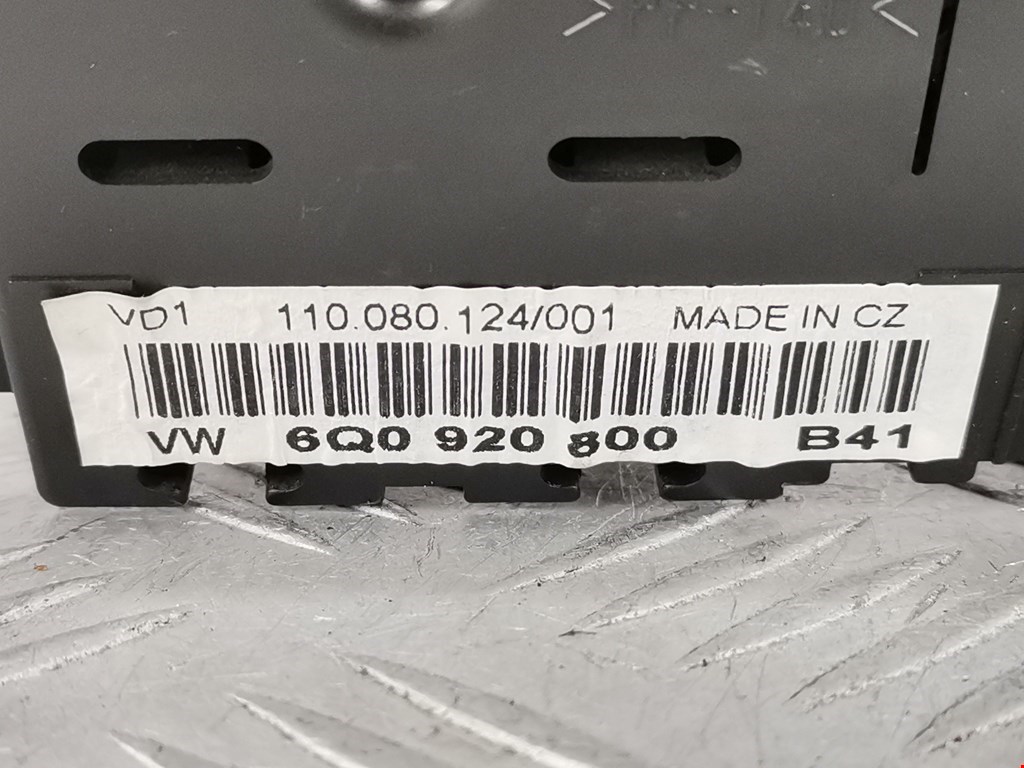 VD1 110.080.124/001 MADE IN CZ
VW 6Q0 920 800 B41